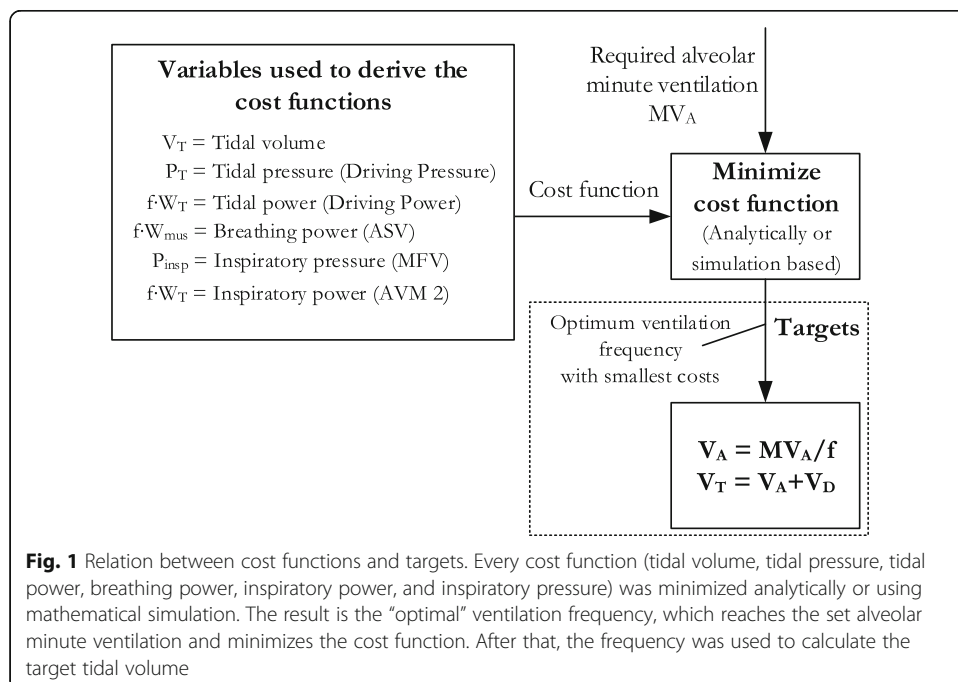 Variables used to derive the
cost functions
V_T = Tidal volume
P_T = Tidal pressure (Driving Pressure)
f·W_T = Tidal power (Driving Power)
f·W_mus = Breathing power (ASV)
P_insp = Inspiratory pressure (MFV)
f·W_T = Inspiratory power (AVM 2)
Required alveolar
minute ventilation
MV_A
Cost function
Minimize
cost function
(Analytically or
simulation based)
Optimum ventilation
frequency
with smallest costs
Targets
V_A = MV_A/f
V_T = V_A+V_D
Fig. 1 Relation between cost functions and targets. Every cost function (tidal volume, tidal pressure, tidal
power, breathing power, inspiratory power, and inspiratory pressure) was minimized analytically or using
mathematical simulation. The result is the “optimal” ventilation frequency, which reaches the set alveolar
minute ventilation and minimizes the cost function. After that, the frequency was used to calculate the
target tidal volume